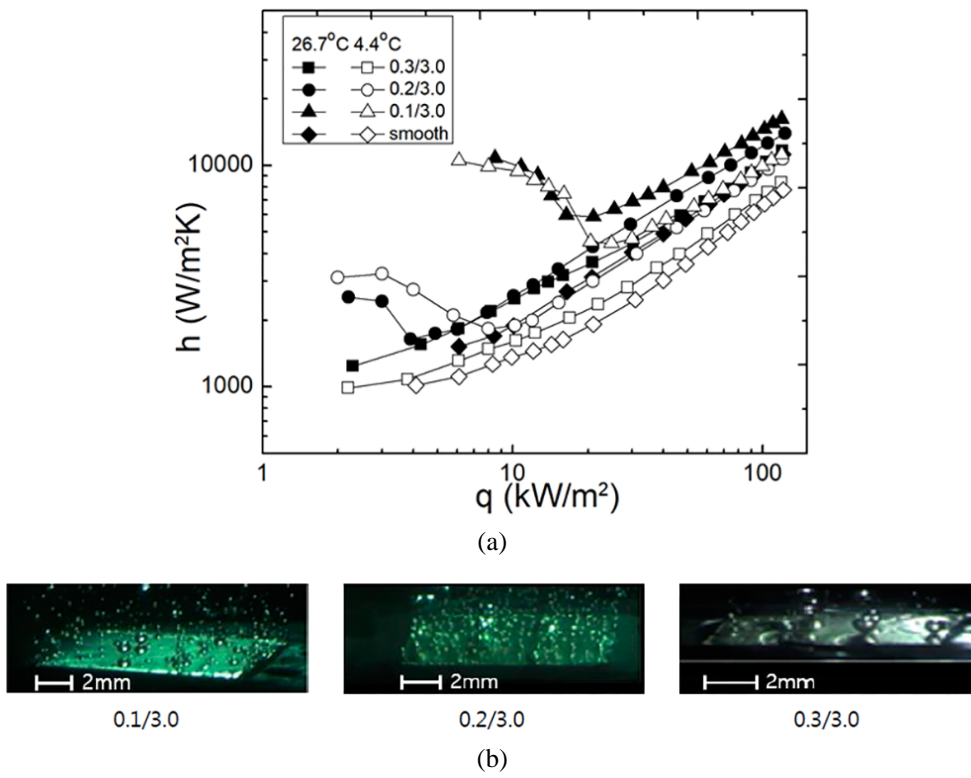 26.7°C 4.4°C
0.3/3.0
0.2/3.0
0.1/3.0
smooth
10000
1000
h (W/m²K)
1
10
100
q (kW/m²)
(a)
2mm
2mm
2mm
0.1/3.0
0.2/3.0
0.3/3.0
(b)